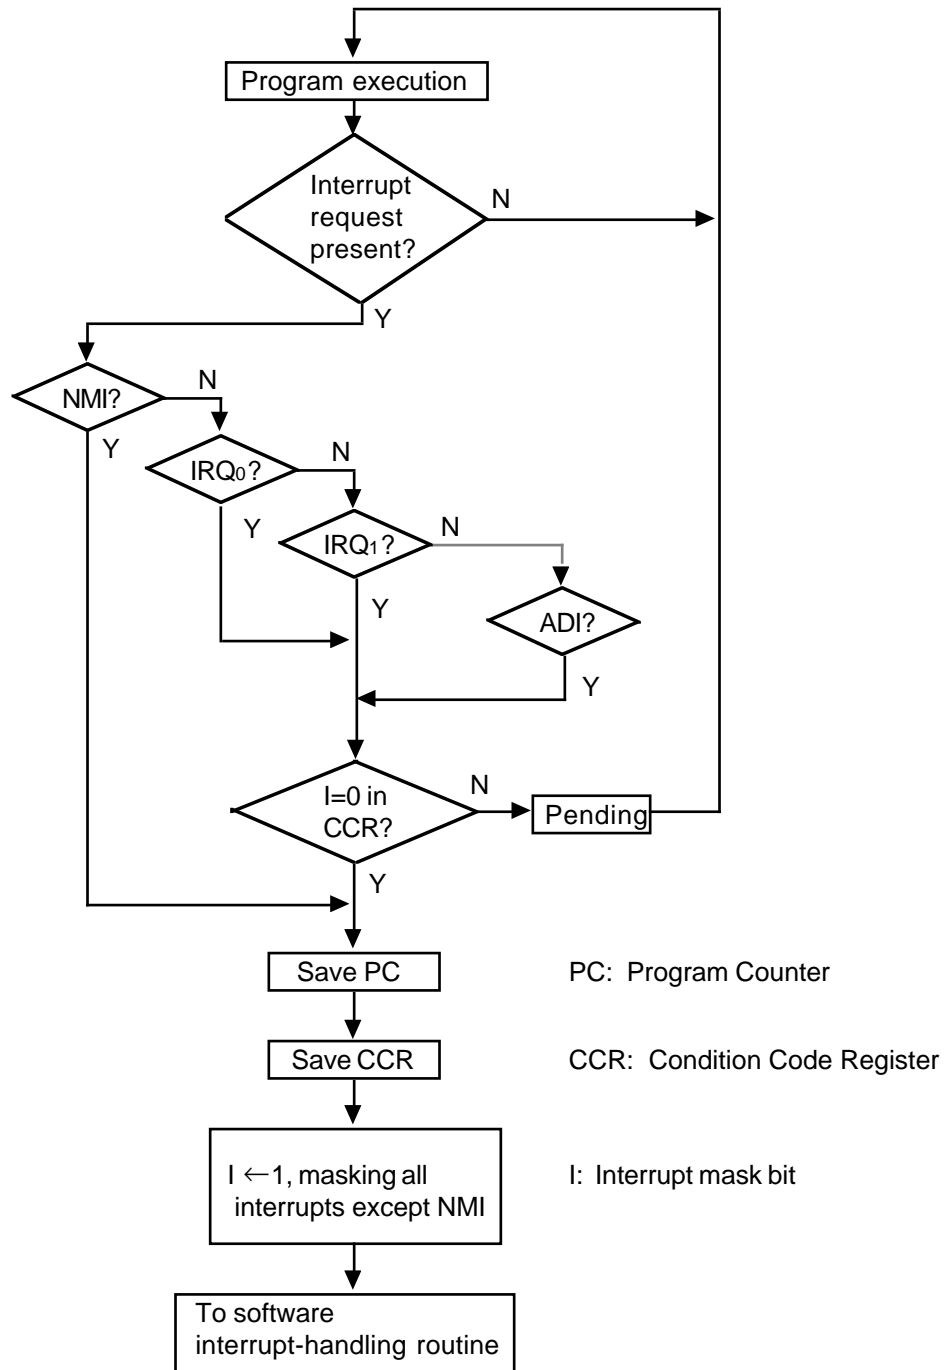 Program execution
Interrupt
request
present?
N
Y
NMI?
N
Y
IRQ0?
N
Y
IRQ1?
N
Y
ADI?
Y
I=0 in
CCR?
N
Pending
Y
Save PC
PC: Program Counter
Save CCR
CCR: Condition Code Register
I ←1, masking all
interrupts except NMI
I: Interrupt mask bit
To software
interrupt-handling routine